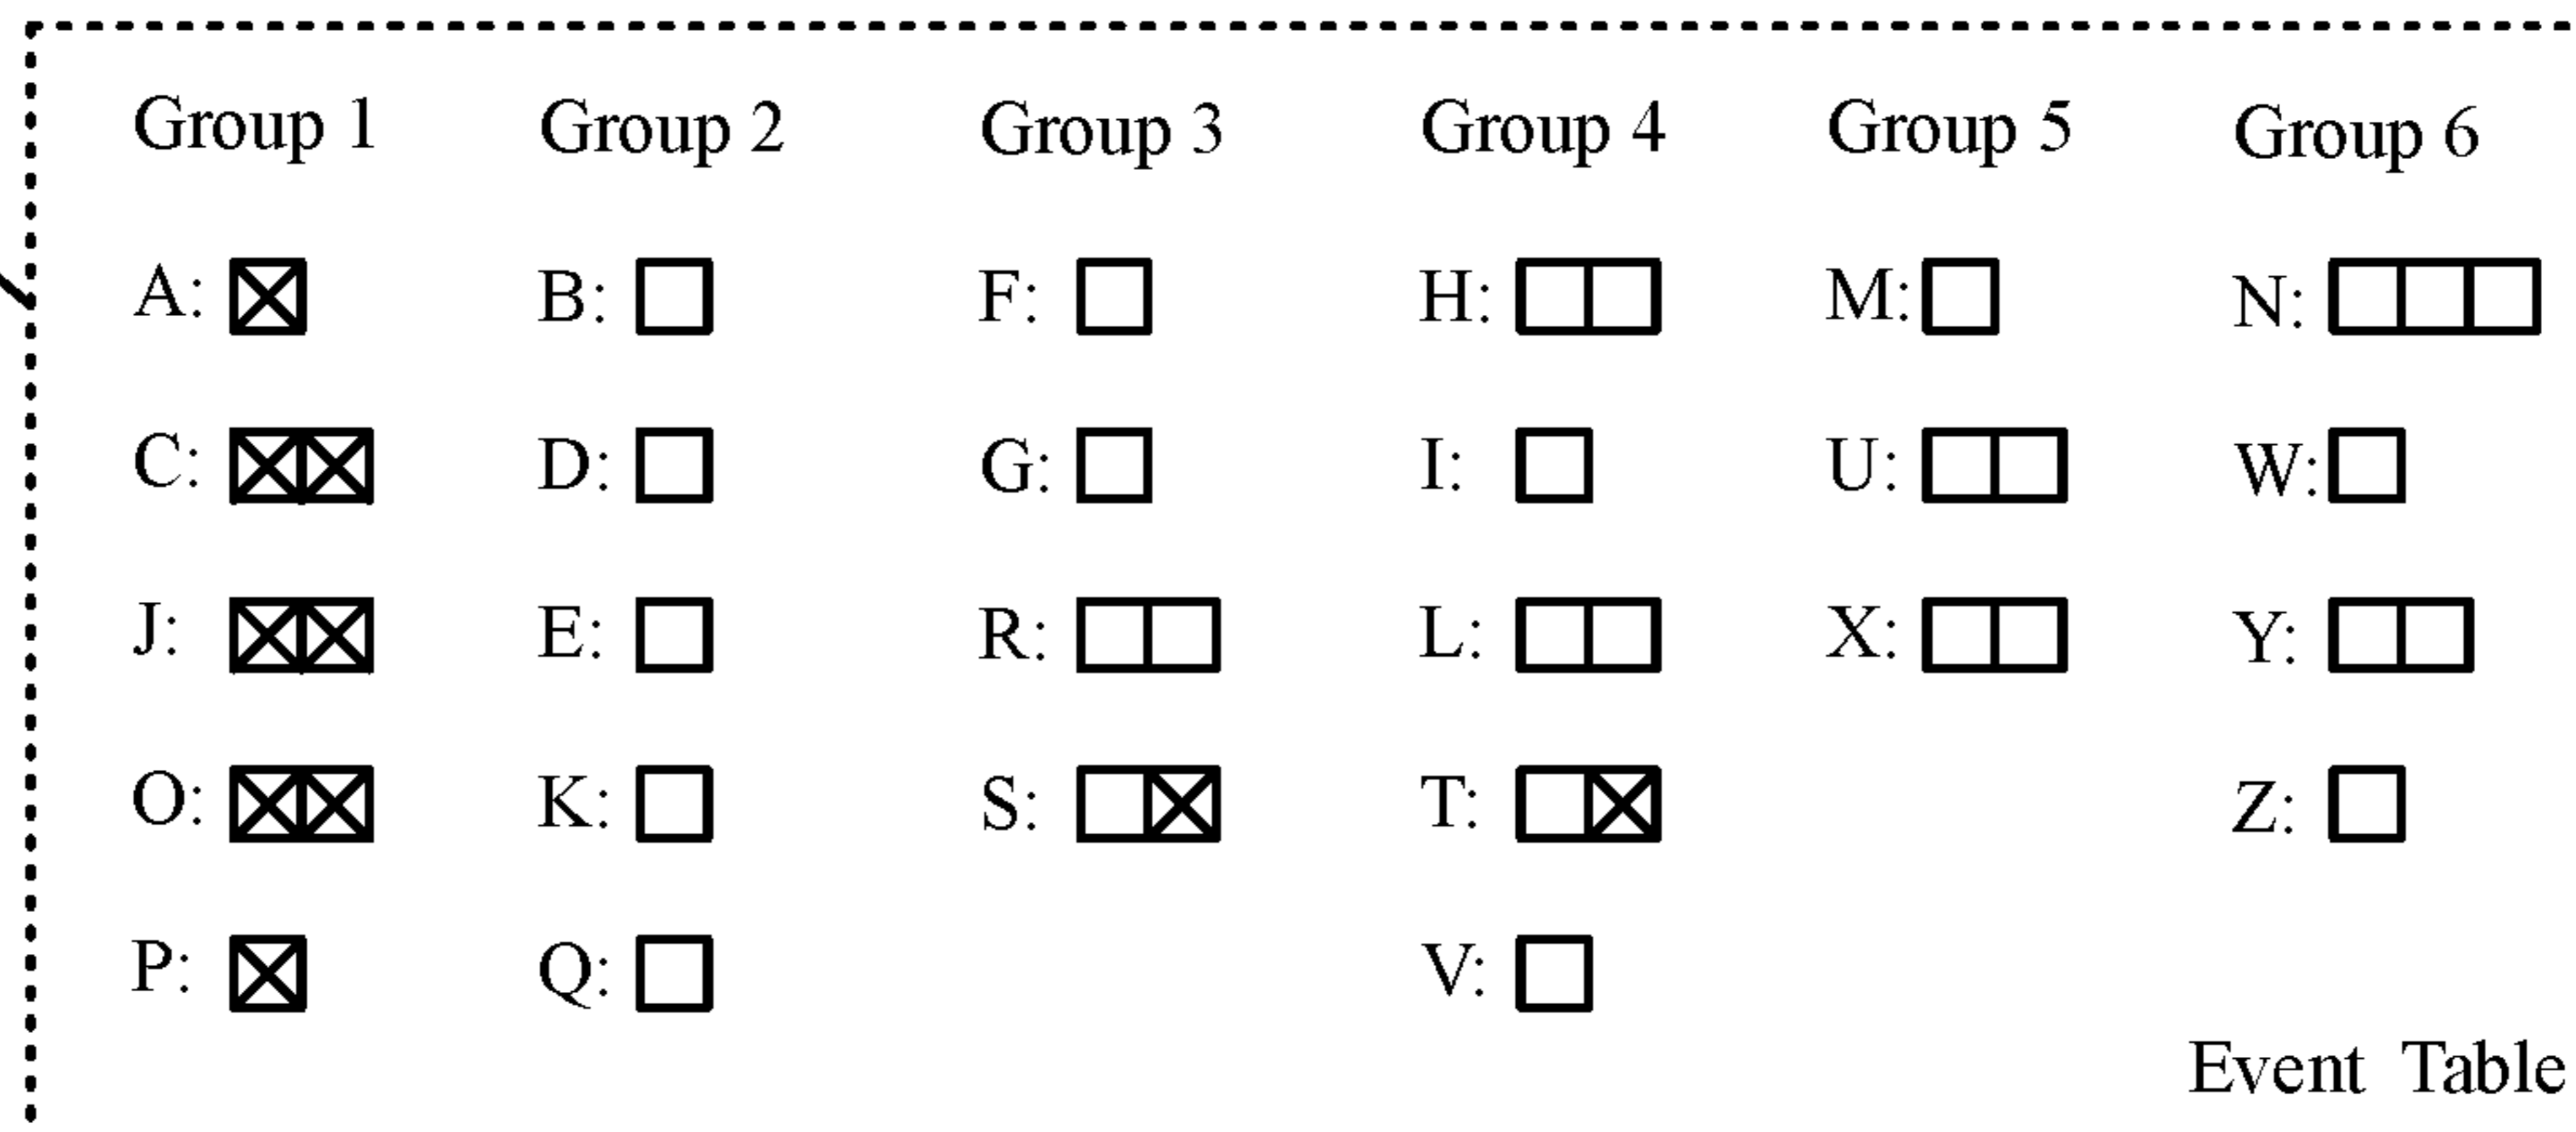 Group 1 Group 2 Group 3 Group 4 Group 5 Group 6
A: B: F: H: M: N:
C: D: G: I: U: W:
J: E: R: L: X: Y:
O: K: S: T: Z:
P: Q: V:
Event Table